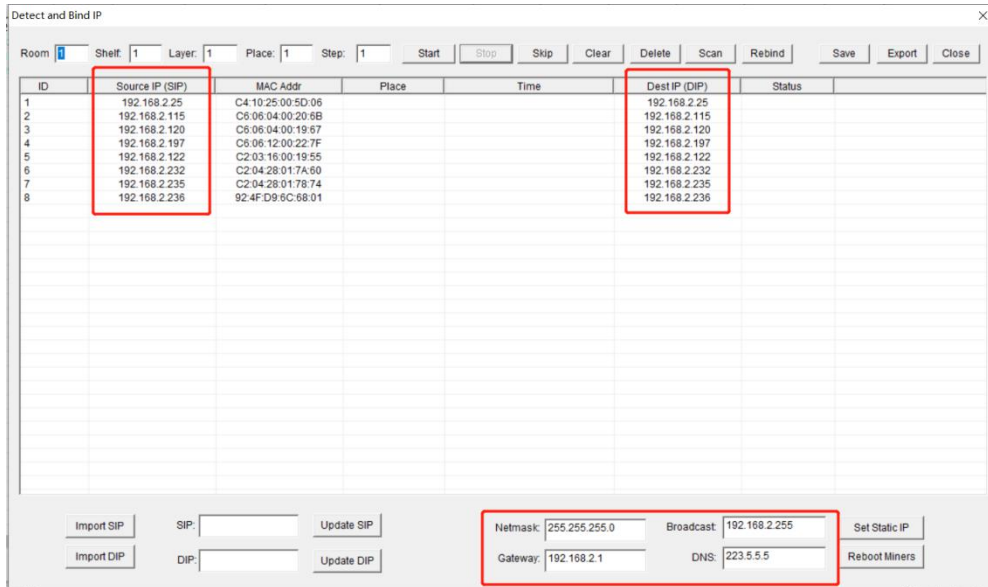 Detect and Bind IP
Room 1 Shelf: 1 Layer: 1 Place: 1 Step: 1 Start Stop Skip Clear Delete Scan Rebind Save Export Close
ID Source IP (SIP) MAC Addr Place Time Dest IP (DIP) Status
1 192.168.2.25 C4:10:25:00:5D:06 192.168.2.25
2 192.168.2.115 C6:06:04:00:20:6B 192.168.2.115
3 192.168.2.120 C6:06:04:00:19:67 192.168.2.120
4 192.168.2.197 C6:06:12:00:22:7F 192.168.2.197
5 192.168.2.122 C2:03:16:00:19:55 192.168.2.122
6 192.168.2.232 C2:04:28:01:7A:60 192.168.2.232
7 192.168.2.235 C2:04:28:01:78:74 192.168.2.235
8 192.168.2.236 92:4F:D9:6C:68:01 192.168.2.236
Import SIP SIP: Update SIP Netmask: 255.255.255.0 Broadcast: 192.168.2.255 Set Static IP
Import DIP DIP: Update DIP Gateway: 192.168.2.1 DNS: 223.5.5.5 Reboot Miners